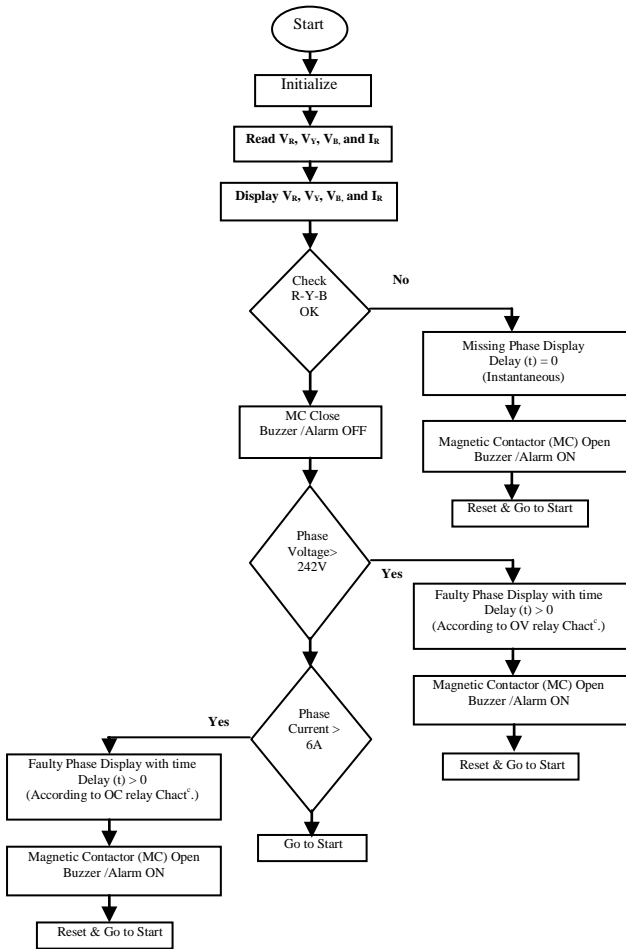 Start
Initialize
Read VR, VY, VB, and IR
Display VR, VY, VB, and IR
Check
R-Y-B
OK
No
Missing Phase Display
Delay (t) = 0
(Instantaneous)
Magnetic Contactor (MC) Open
Buzzer /Alarm ON
Reset & Go to Start
MC Close
Buzzer /Alarm OFF
Phase
Voltage>
242V
Yes
Faulty Phase Display with time
Delay (t) > 0
(According to OV relay Chactc.)
Magnetic Contactor (MC) Open
Buzzer /Alarm ON
Reset & Go to Start
Phase
Current >
6A
Yes
Faulty Phase Display with time
Delay (t) > 0
(According to OC relay Chactc.)
Magnetic Contactor (MC) Open
Buzzer /Alarm ON
Reset & Go to Start
Go to Start